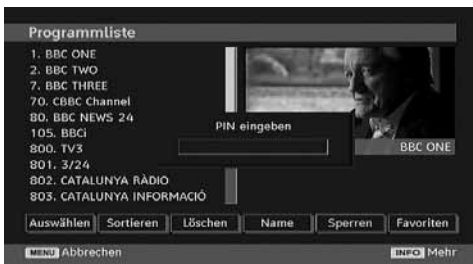 Programmliste
1. BBC ONE
2. BBC TWO
7. BBC THREE
70. CBBC Channel
80. BBC NEWS 24
105. BBCi
800. TV3
801. 3/24
802. CATALUNYA RÀDIO
803. CATALUNYA INFORMACIÓ
PIN eingeben
BBC ONE
Auswählen Sortieren Löschen Name Sperren Favoriten
MENU Abbrechen INFO Mehr